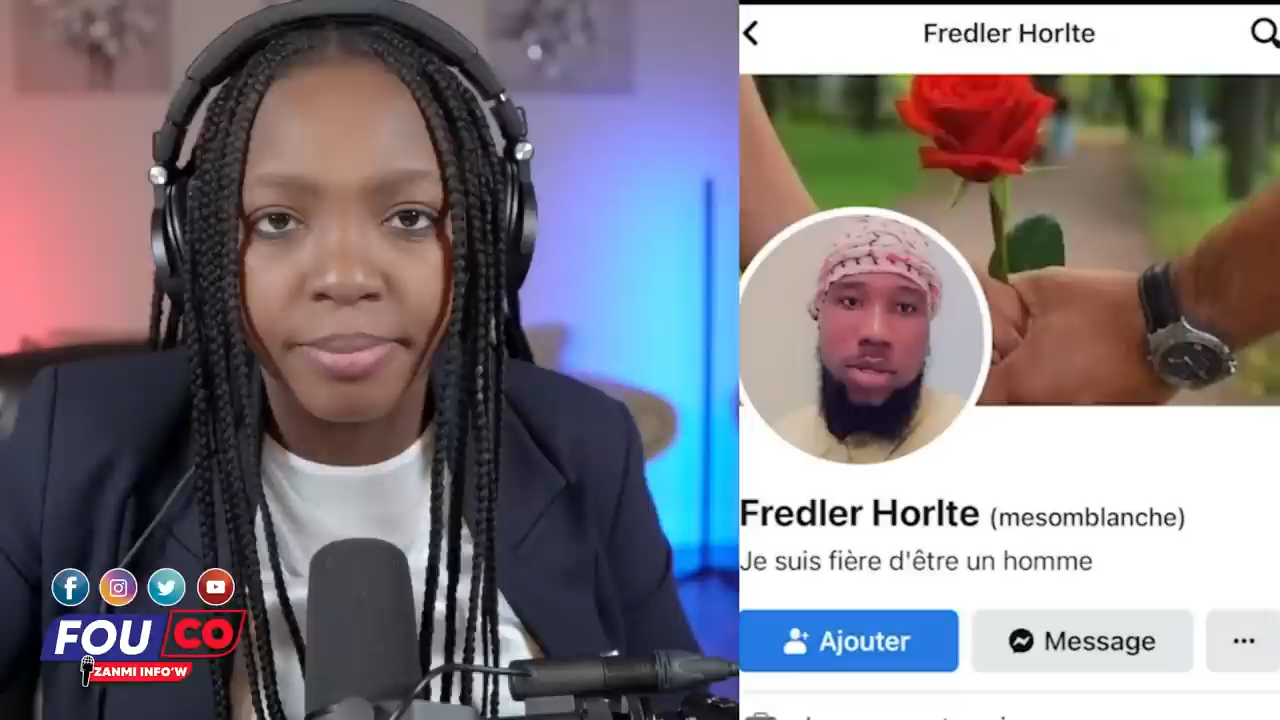 Fredler Horlte
Fredler Horlte (mesomblanche)
Je suis fière d'être un homme
Ajouter
Message
FOU CO
ZANMI INFO'W